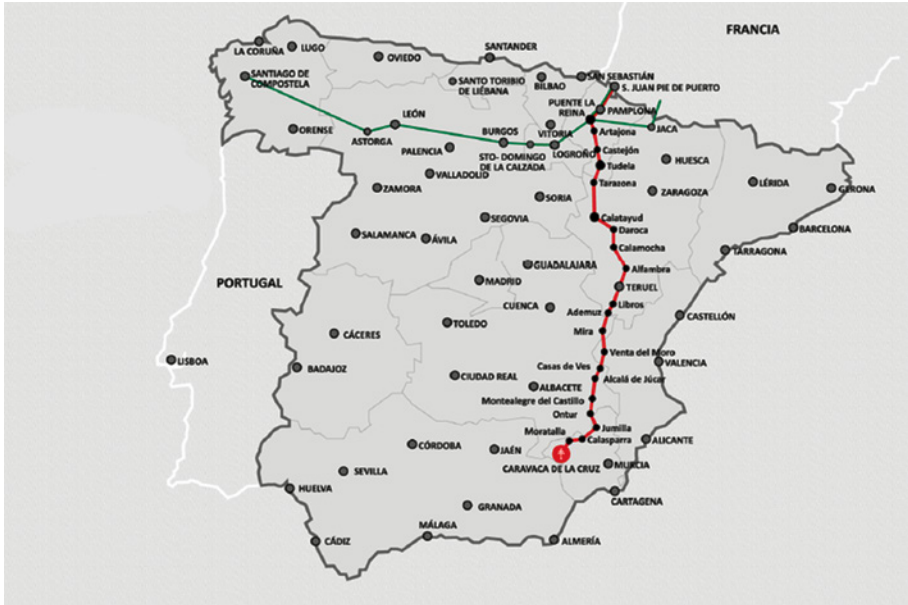 FRANCIA
LA CORUÑA
LUGO
OVIEDO
SANTANDER
SANTIAGO DE
COMPOSTELA
SANTO TORIBIO
DE LIÉBANA
BILBAO
SAN SEBASTIÁN
S. JUAN PIE DE PUERTO
PUENTE LA
REINA
PAMPLONA
ORENSE
ASTORGA
LEÓN
BURGOS
VITORIA
Artajona
JACA
PALENCIA
STO- DOMINGO
DE LA CALZADA
LOGROÑO
Castejón
HUESCA
VALLADOLID
Tudela
ZAMORA
SORIA
Tarazona
ZARAGOZA
LÉRIDA
GERONA
SEGOVIA
Calatayud
BARCELONA
SALAMANCA
ÁVILA
Daroca
Calamocha
TARRAGONA
GUADALAJARA
Alfambra
PORTUGAL
MADRID
TERUEL
CUENCA
Libros
Ademuz
CASTELLÓN
CÁCERES
TOLEDO
Mira
LISBOA
BADAJOZ
Venta del Moro
VALENCIA
Casas de Ves
CIUDAD REAL
ALBACETE
Alcalá de Júcar
Montealegre del Castillo
Ontur
Moratalla
Jumilla
CÓRDOBA
JAÉN
Calasparra
ALICANTE
SEVILLA
CARAVACA DE LA CRUZ
MURCIA
HUELVA
GRANADA
CARTAGENA
CÁDIZ
MÁLAGA
ALMERÍA